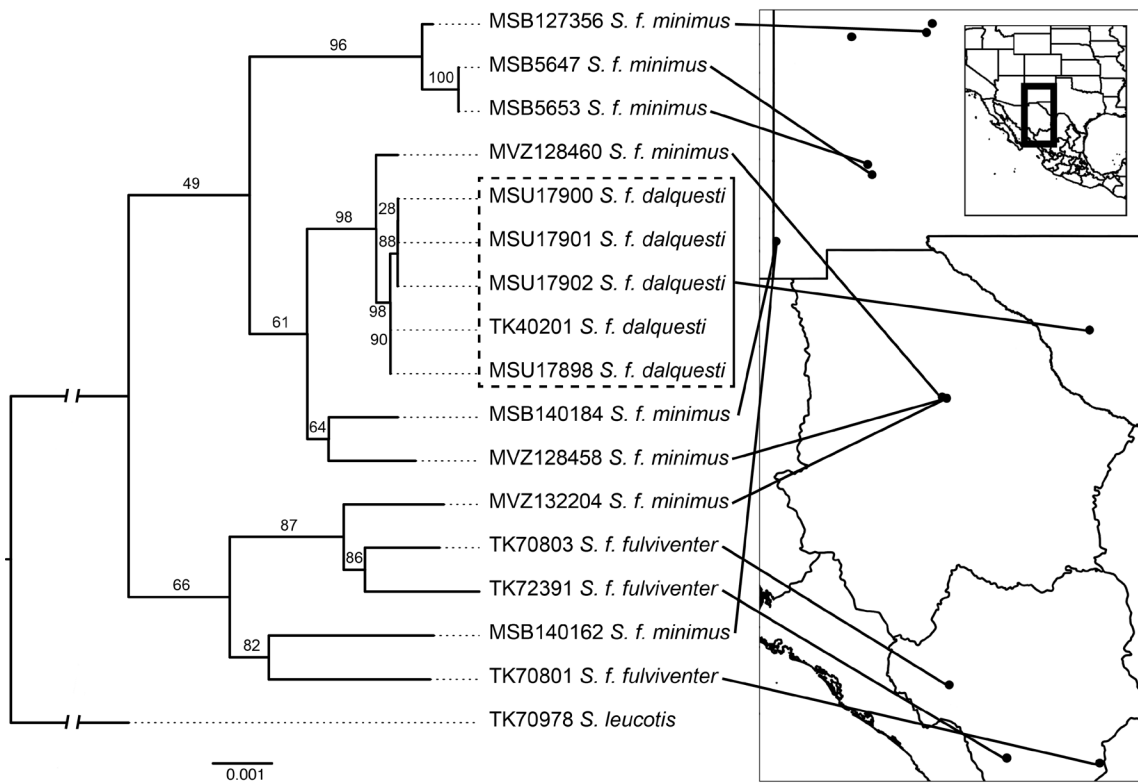 MSB127356 S. f. minimus
96
MSB5647 S. f. minimus
100
MSB5653 S. f. minimus
MVZ128460 S. f. minimus
49
MSU17900 S. f. dalquesti
28
98
MSU17901 S. f. dalquesti
88
MSU17902 S. f. dalquesti
98
61
TK40201 S. f. dalquesti
90
MSU17898 S. f. dalquesti
MSB140184 S. f. minimus
64
MVZ128458 S. f. minimus
MVZ132204 S. f. minimus
87
TK70803 S. f. fulviventer
86
66
TK72391 S. f. fulviventer
MSB140162 S. f. minimus
82
TK70801 S. f. fulviventer
TK70978 S. leucotis
0.001